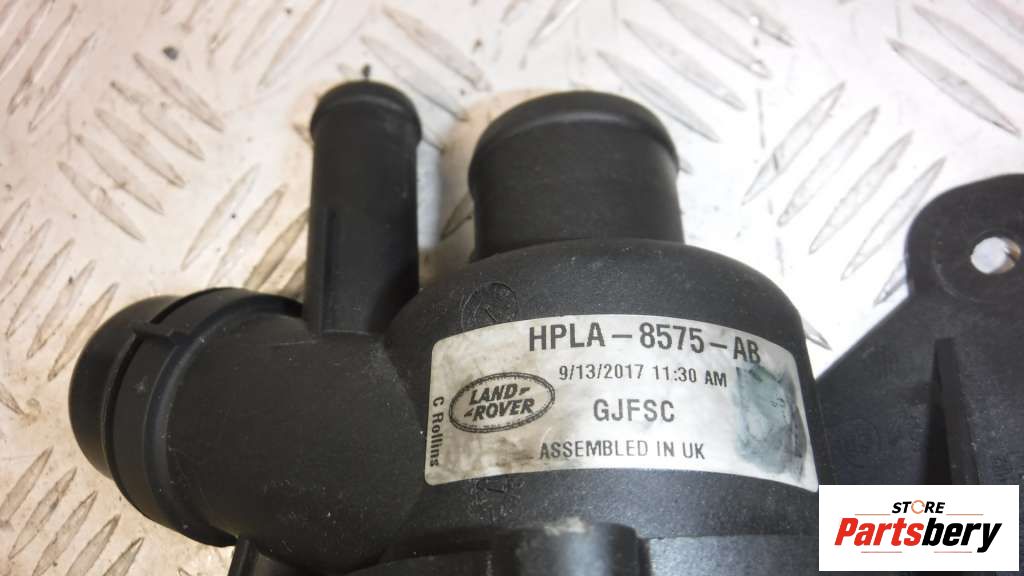 HPLA-8575-AB
9/13/2017 11:30 AM
LAND-
-ROVER
GJFSC
ASSEMBLED IN UK
C Rollins
STORE
Partsbery